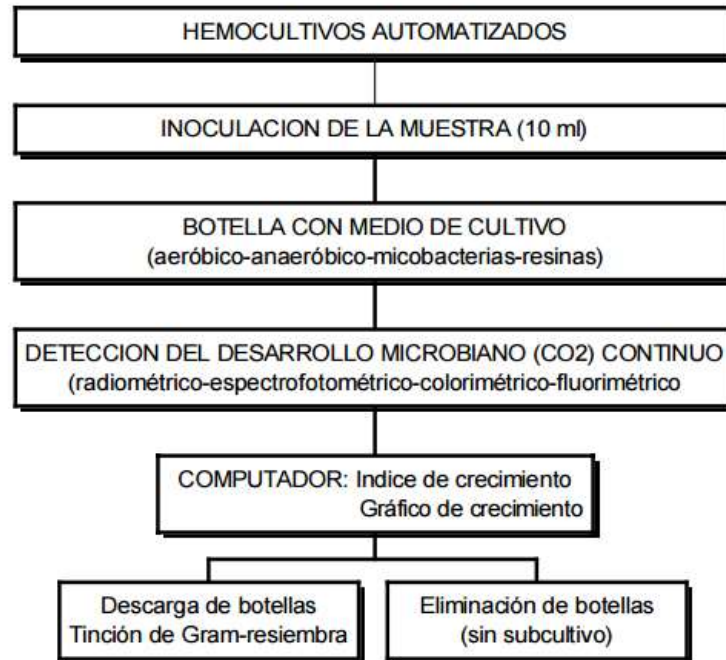 HEMOCULTIVOS AUTOMATIZADOS
INOCULACION DE LA MUESTRA (10 ml)
BOTELLA CON MEDIO DE CULTIVO
(aeróbico-anaeróbico-micobacterias-resinas)
DETECCION DEL DESARROLLO MICROBIANO (CO2) CONTINUO
(radiométrico-espectrofotométrico-colorimétrico-fluorimétrico
COMPUTADOR: Indice de crecimiento
Gráfico de crecimiento
Descarga de botellas
Tinción de Gram-resiembra
Eliminación de botellas
(sin subcultivo)